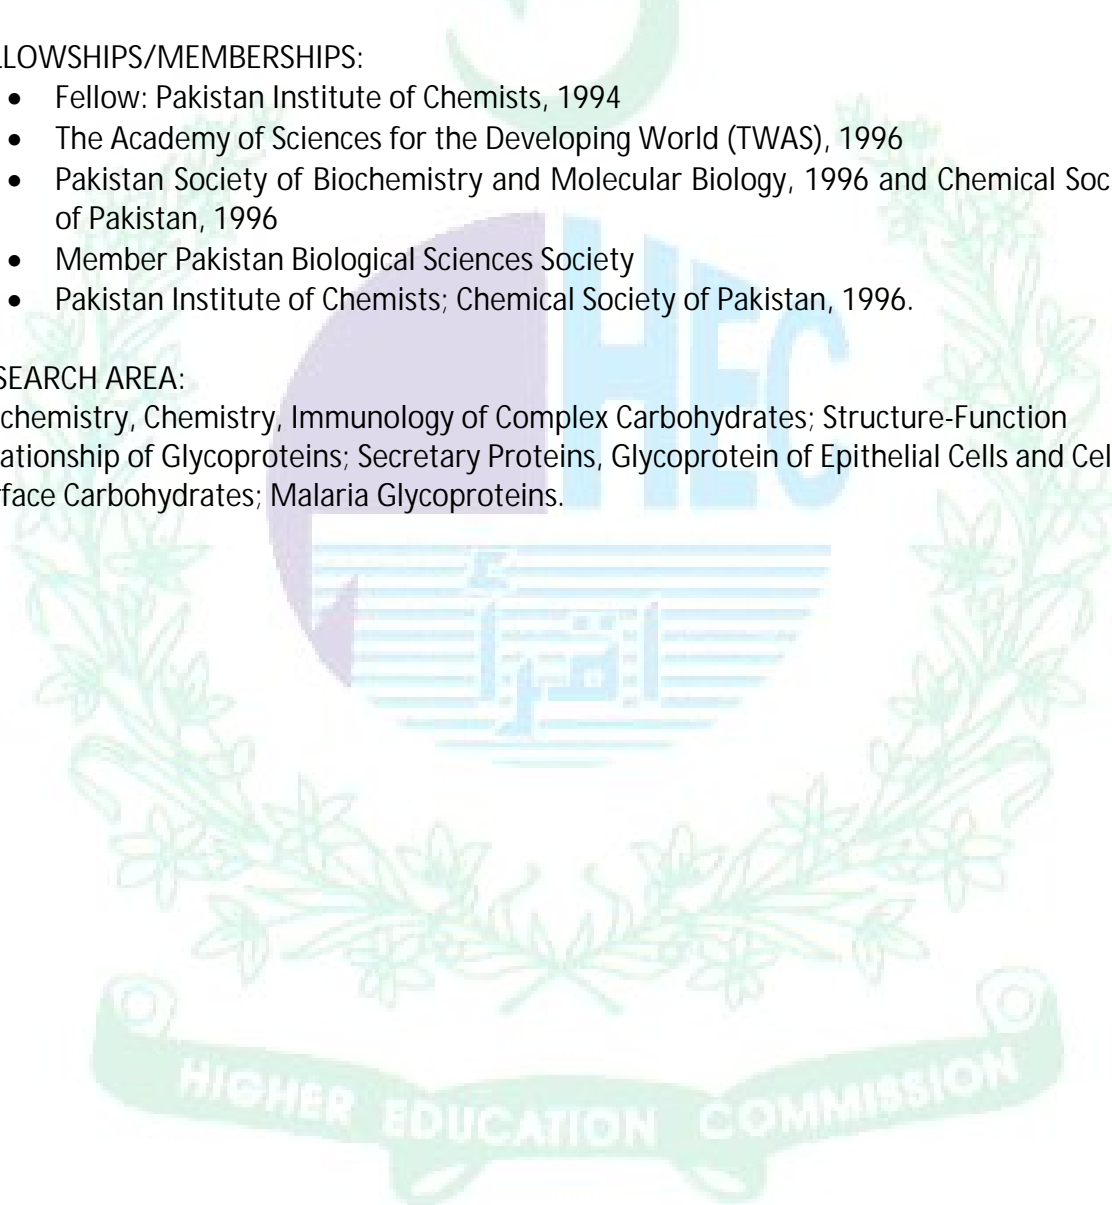 LLOWSHIPS/MEMBERSHIPS:
• Fellow: Pakistan Institute of Chemists, 1994
• The Academy of Sciences for the Developing World (TWAS), 1996
• Pakistan Society of Biochemistry and Molecular Biology, 1996 and Chemical Soc
of Pakistan, 1996
• Member Pakistan Biological Sciences Society
• Pakistan Institute of Chemists; Chemical Society of Pakistan, 1996.
SEARCH AREA:
chemistry, Chemistry, Immunology of Complex Carbohydrates; Structure-Function
ationship of Glycoproteins; Secretary Proteins, Glycoprotein of Epithelial Cells and Cel
rface Carbohydrates; Malaria Glycoproteins.
HEC
اقرأ
HIGHER EDUCATION COMMISSION